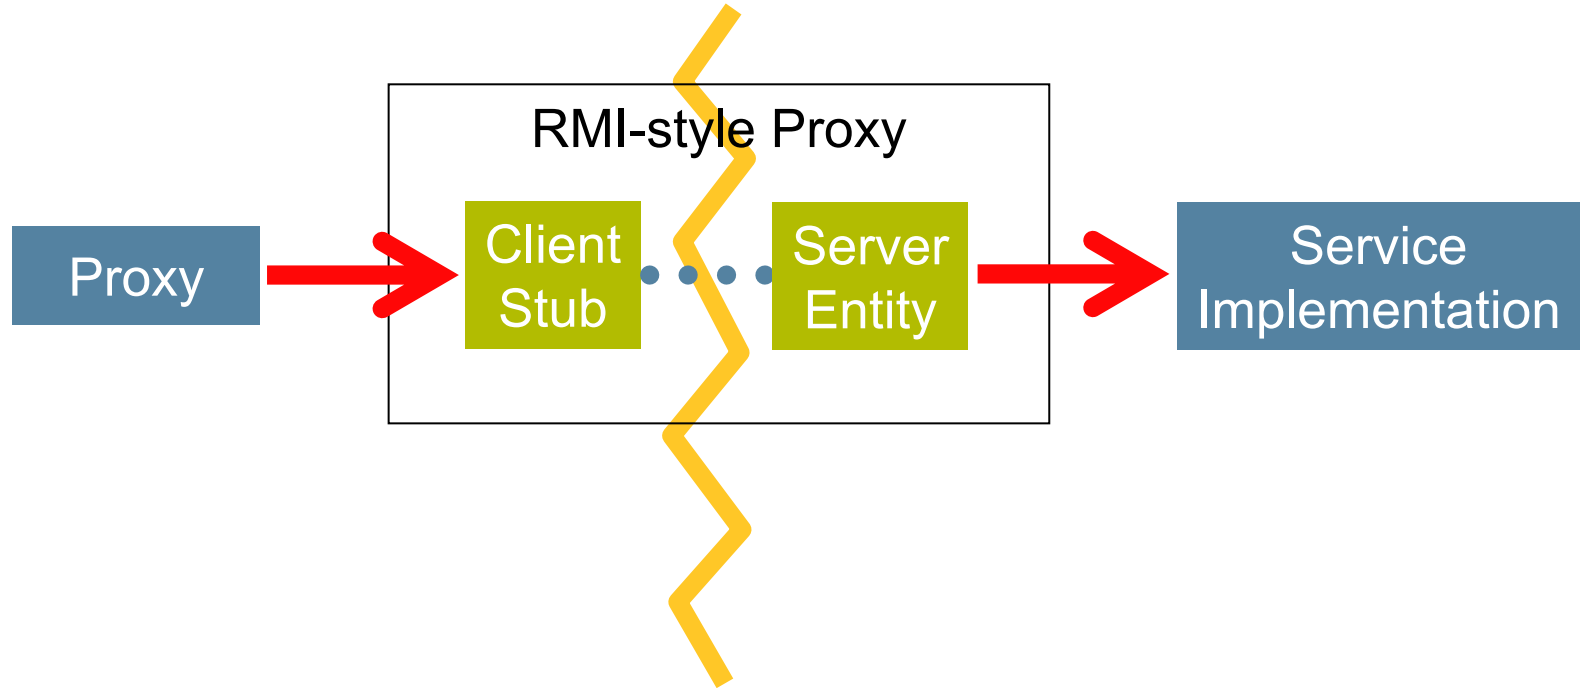 RMI-style Proxy
Proxy
Client
Stub
Server
Entity
Service
Implementation